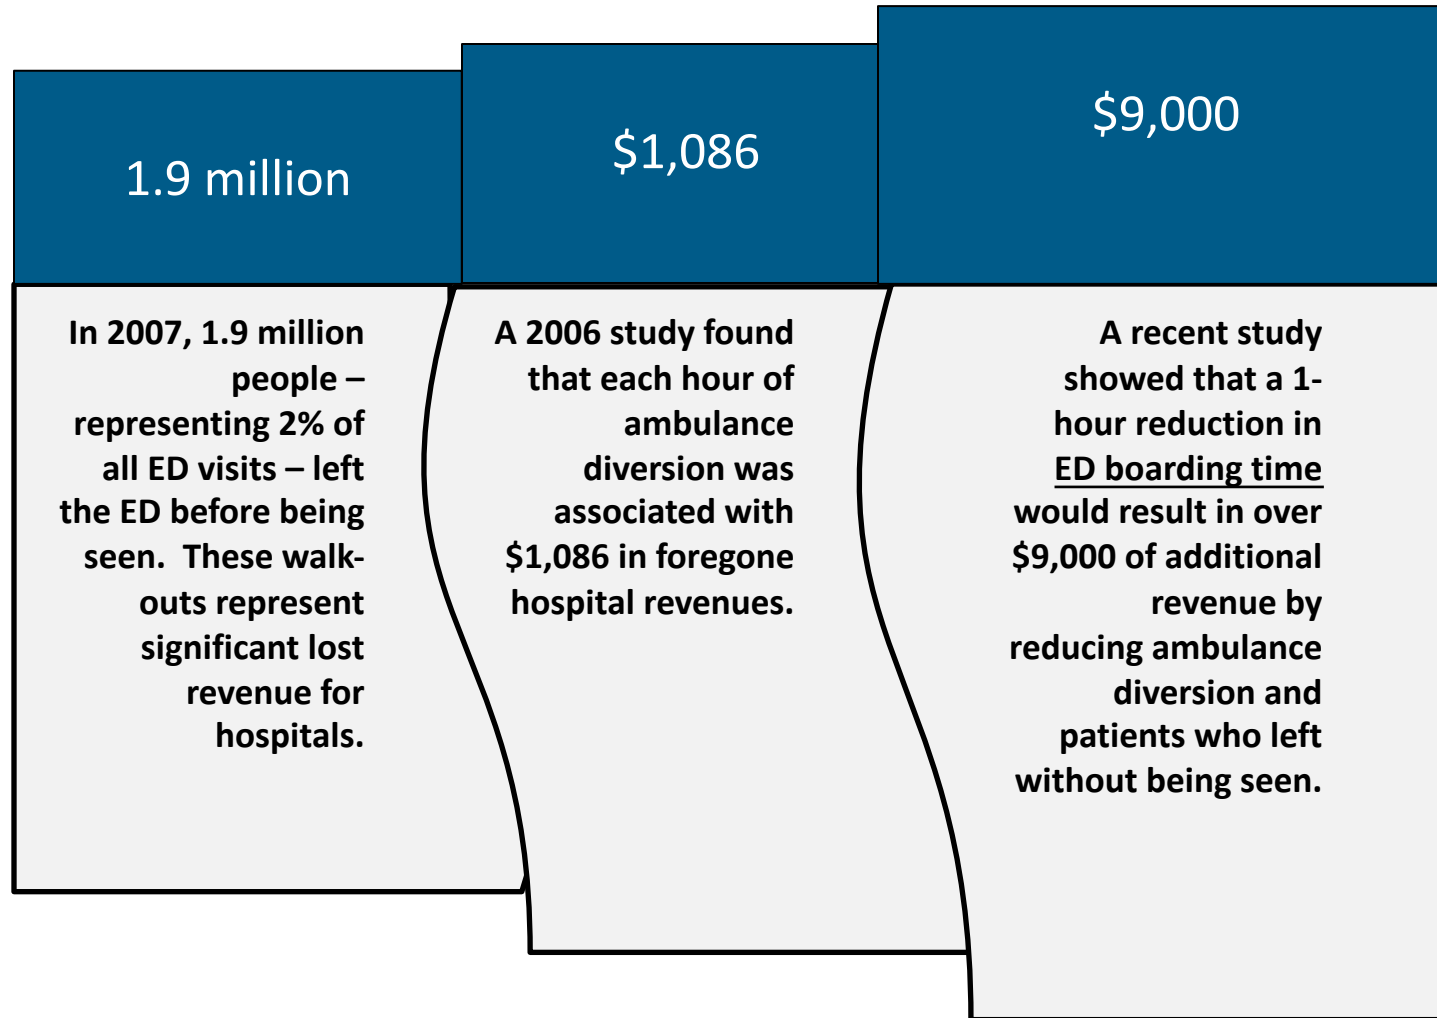 1.9 million
In 2007, 1.9 million
people –
representing 2% of
all ED visits – left
the ED before being
seen.  These walk-
outs represent
significant lost
revenue for
hospitals.
$1,086
A 2006 study found
that each hour of
ambulance
diversion was
associated with
$1,086 in foregone
hospital revenues.
$9,000
A recent study
showed that a 1-
hour reduction in
ED boarding time
would result in over
$9,000 of additional
revenue by
reducing ambulance
diversion and
patients who left
without being seen.